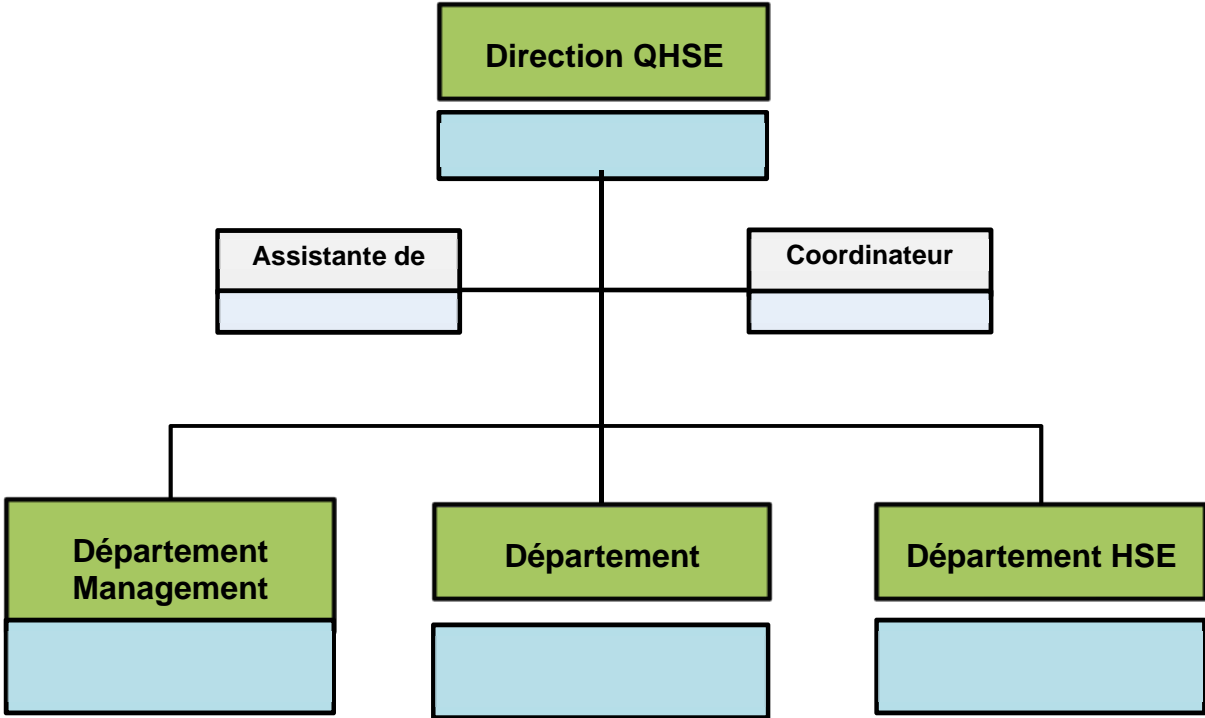 Direction QHSE
Assistante de
Coordinateur
Département
Management
Département
Département HSE